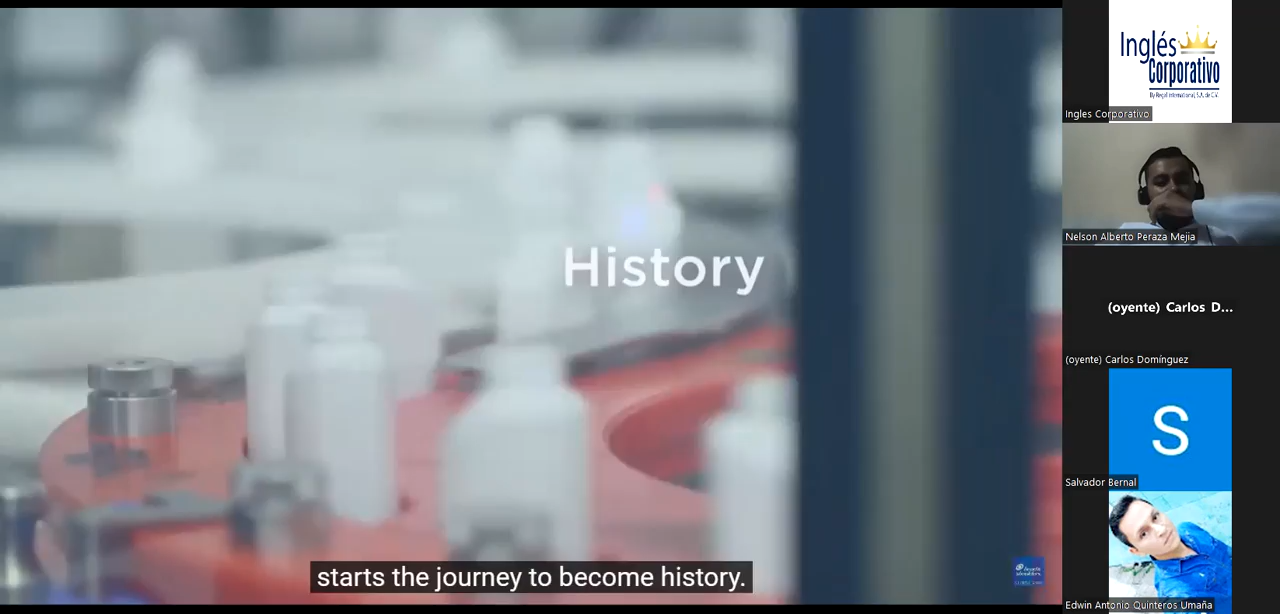 History
starts the journey to become history.
Inglés
Corporativo
Ingles Corporativo
Nelson Alberto Peraza Mejia
(oyente) Carlos D...
(oyente) Carlos Domínguez
S
Salvador Bernal
Edwin Antonio Quinteros Umaña